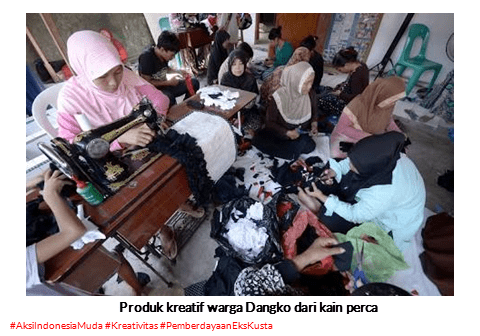 Produk kreatif warga Dangko dari kain perca
#AksiIndonesiaMuda #Kreativitas #PemberdayaanEksKusta